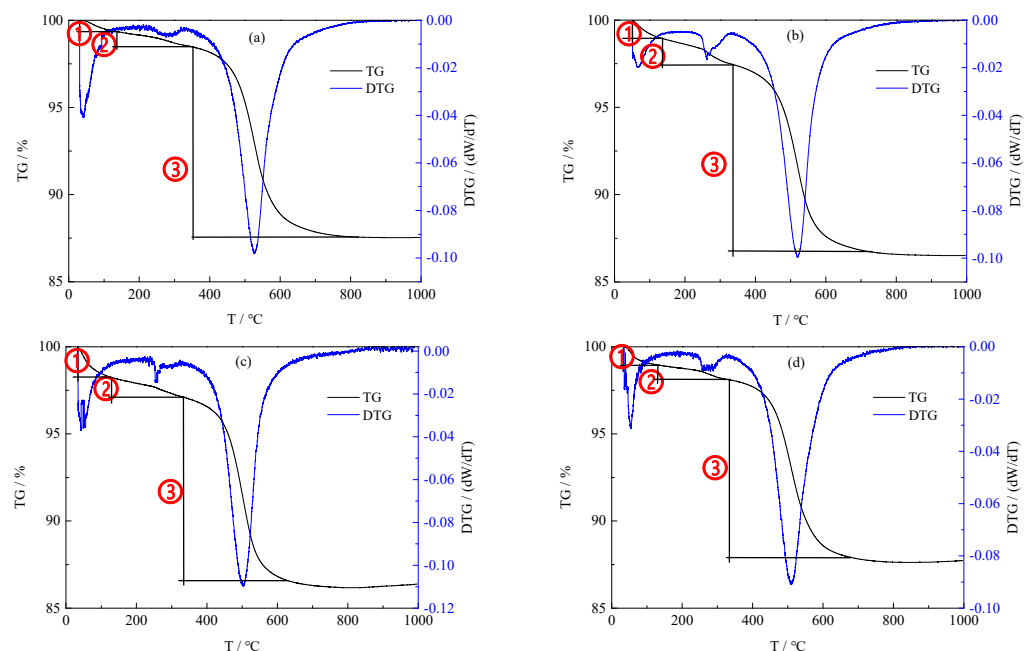 (a)
TG
DTG
①
②
③
100
95
90
85
TG / %
0.00
-0.02
-0.04
-0.06
-0.08
-0.10
DTG / (dW/dT)
0 200 400 600 800 1000
T / °C
(b)
TG
DTG
①
②
③
100
95
90
85
TG / %
0.00
-0.02
-0.04
-0.06
-0.08
-0.10
DTG / (dW/dT)
0 200 400 600 800 1000
T / °C
(c)
TG
DTG
①
②
③
100
95
90
85
TG / %
0.00
-0.02
-0.04
-0.06
-0.08
-0.10
-0.12
DTG / (dW/dT)
0 200 400 600 800 1000
T / °C
(d)
TG
DTG
①
②
③
100
95
90
85
TG / %
0.00
-0.02
-0.04
-0.06
-0.08
-0.10
DTG / (dW/dT)
0 200 400 600 800 1000
T / °C